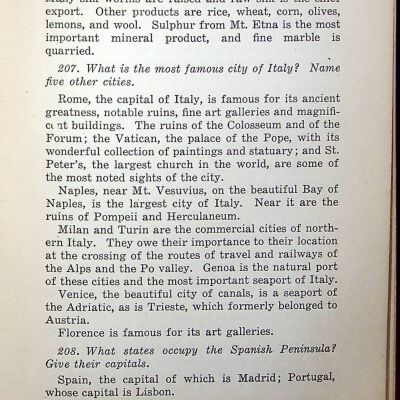 Many silk worms are raised and raw silk is the chief
export. Other products are rice, wheat, corn, olives,
lemons, and wool. Sulphur from Mt. Etna is the most
important mineral product, and fine marble is
quarried.
207. What is the most famous city of Italy? Name
five other cities.
Rome, the capital of Italy, is famous for its ancient
greatness, notable ruins, fine art galleries and magnifi-
cent buildings. The ruins of the Colosseum and of the
Forum; the Vatican, the palace of the Pope, with its
wonderful collection of paintings and statuary; and St.
Peter's, the largest church in the world, are some of
the most noted sights of the city.
Naples, near Mt. Vesuvius, on the beautiful Bay of
Naples, is the largest city of Italy. Near it are the
ruins of Pompeii and Herculaneum.
Milan and Turin are the commercial cities of north-
ern Italy. They owe their importance to their location
at the crossing of the routes of travel and railways of
the Alps and the Po valley. Genoa is the natural port
of these cities and the most important seaport of Italy.
Venice, the beautiful city of canals, is a seaport of
the Adriatic, as is Trieste, which formerly belonged to
Austria.
Florence is famous for its art galleries.
208. What states occupy the Spanish Peninsula?
Give their capitals.
Spain, the capital of which is Madrid; Portugal,
whose capital is Lisbon.